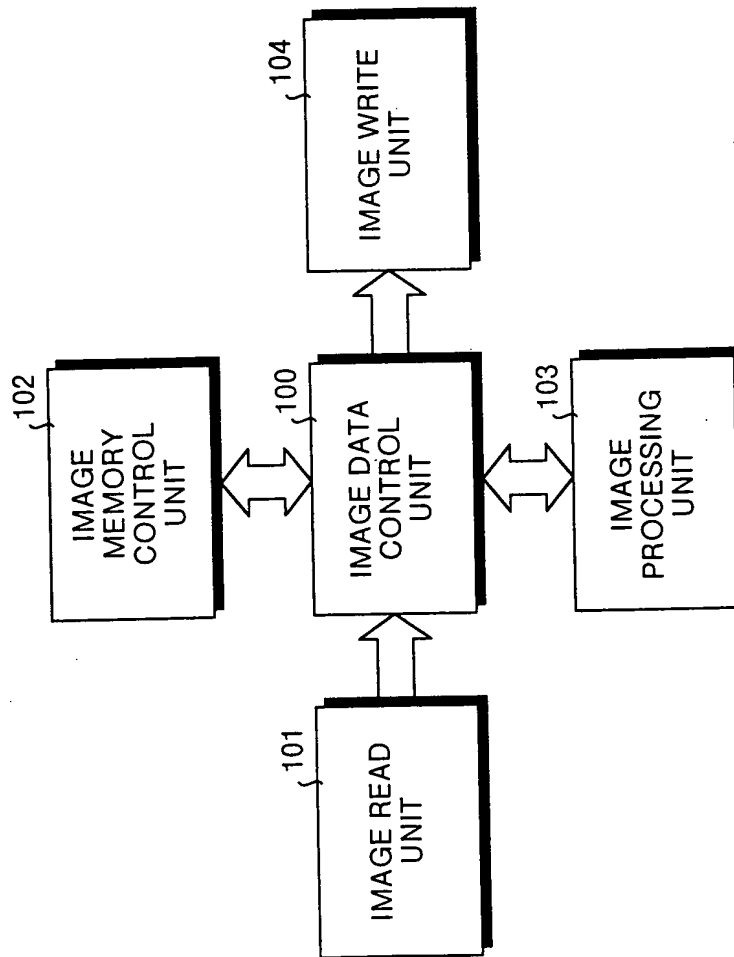 102
IMAGE
MEMORY
CONTROL
UNIT
101
IMAGE READ
UNIT
100
IMAGE DATA
CONTROL
UNIT
104
IMAGE WRITE
UNIT
103
IMAGE
PROCESSING
UNIT